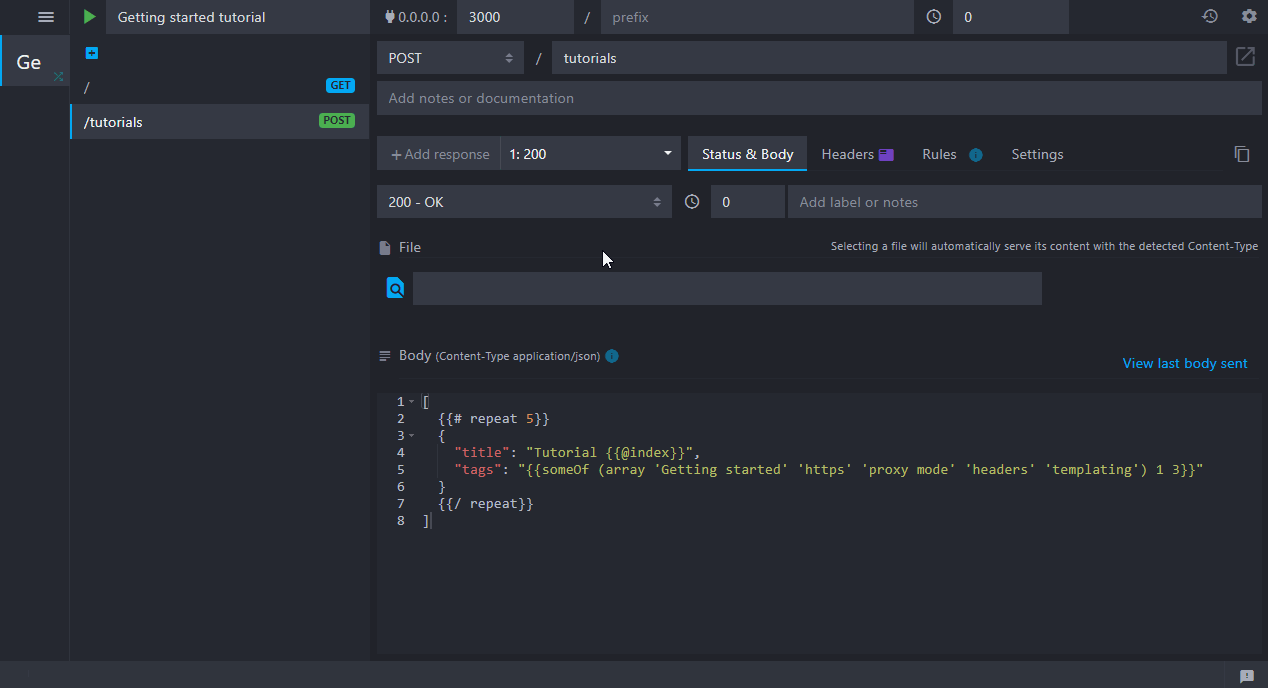 Getting started tutorial
0.0.0.0 : 3000 / prefix 0
Ge
/ GET
/tutorials POST
POST / tutorials
Add notes or documentation
+ Add response 1: 200 Status & Body Headers Rules i Settings
200 - OK 0 Add label or notes
File Selecting a file will automatically serve its content with the detected Content-Type
Body (Content-Type application/json) i
View last body sent
1 [
2 {{# repeat 5}}
3 {
4 "title": "Tutorial {{@index}}",
5 "tags": "{{someOf (array 'Getting started' 'https' 'proxy mode' 'headers' 'templating') 1 3}}"
6 }
7 {{/ repeat}}
8 ]